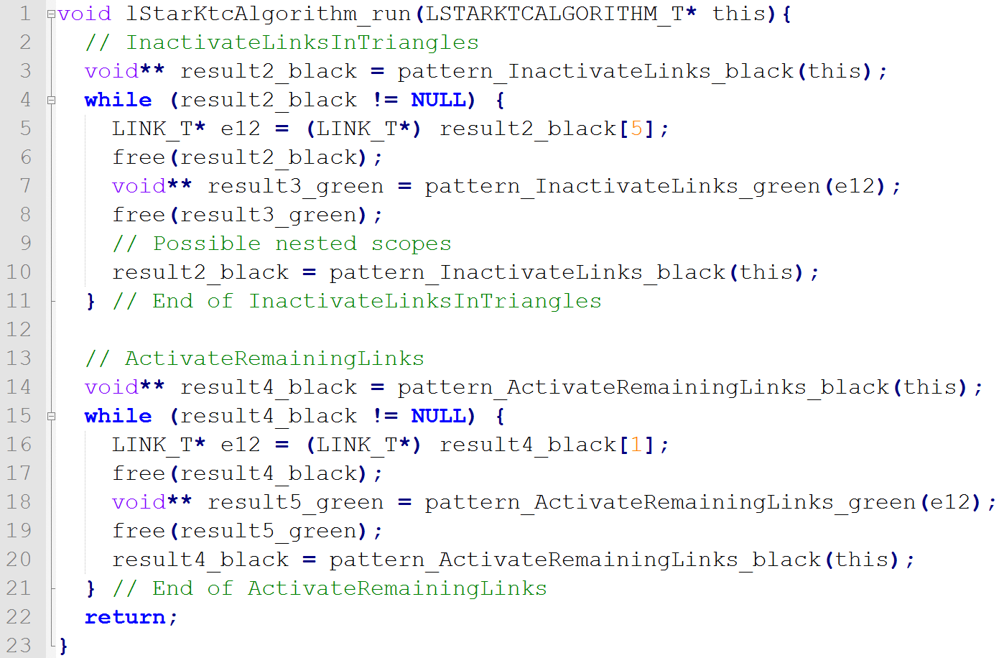 1 void lStarKtcAlgorithm_run(LSTARKTCALGORITHM_T* this){
2 // InactivateLinksInTriangles
3 void** result2_black = pattern_InactivateLinks_black(this);
4 while (result2_black != NULL) {
5 LINK_T* e12 = (LINK_T*) result2_black[5];
6 free(result2_black);
7 void** result3_green = pattern_InactivateLinks_green(e12);
8 free(result3_green);
9 // Possible nested scopes
10 result2_black = pattern_InactivateLinks_black(this);
11 } // End of InactivateLinksInTriangles
12
13 // ActivateRemainingLinks
14 void** result4_black = pattern_ActivateRemainingLinks_black(this);
15 while (result4_black != NULL) {
16 LINK_T* e12 = (LINK_T*) result4_black[1];
17 free(result4_black);
18 void** result5_green = pattern_ActivateRemainingLinks_green(e12);
19 free(result5_green);
20 result4_black = pattern_ActivateRemainingLinks_black(this);
21 } // End of ActivateRemainingLinks
22 return;
23 }